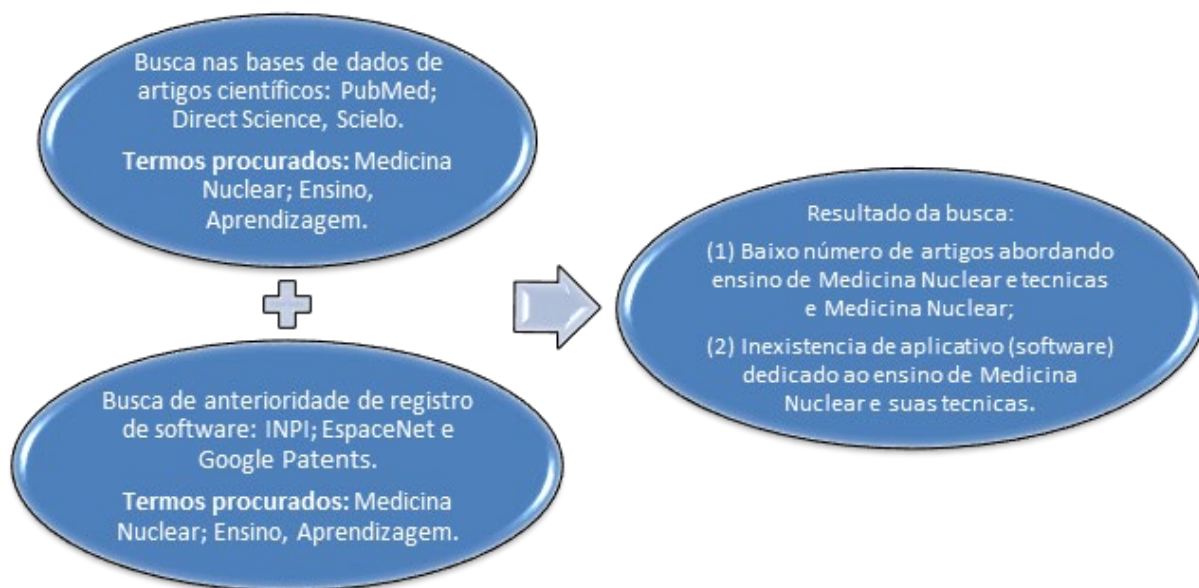 Busca nas bases de dados de
artigos científicos: PubMed;
Direct Science, Scielo.
Termos procurados: Medicina
Nuclear; Ensino,
Aprendizagem.
Busca de anterioridade de registro
de software: INPI; EspaceNet e
Google Patents.
Termos procurados: Medicina
Nuclear; Ensino, Aprendizagem.
Resultado da busca:
(1) Baixo número de artigos abordando
ensino de Medicina Nuclear e tecnicas
e Medicina Nuclear;
(2) Inexistencia de aplicativo (software)
dedicado ao ensino de Medicina
Nuclear e suas tecnicas.